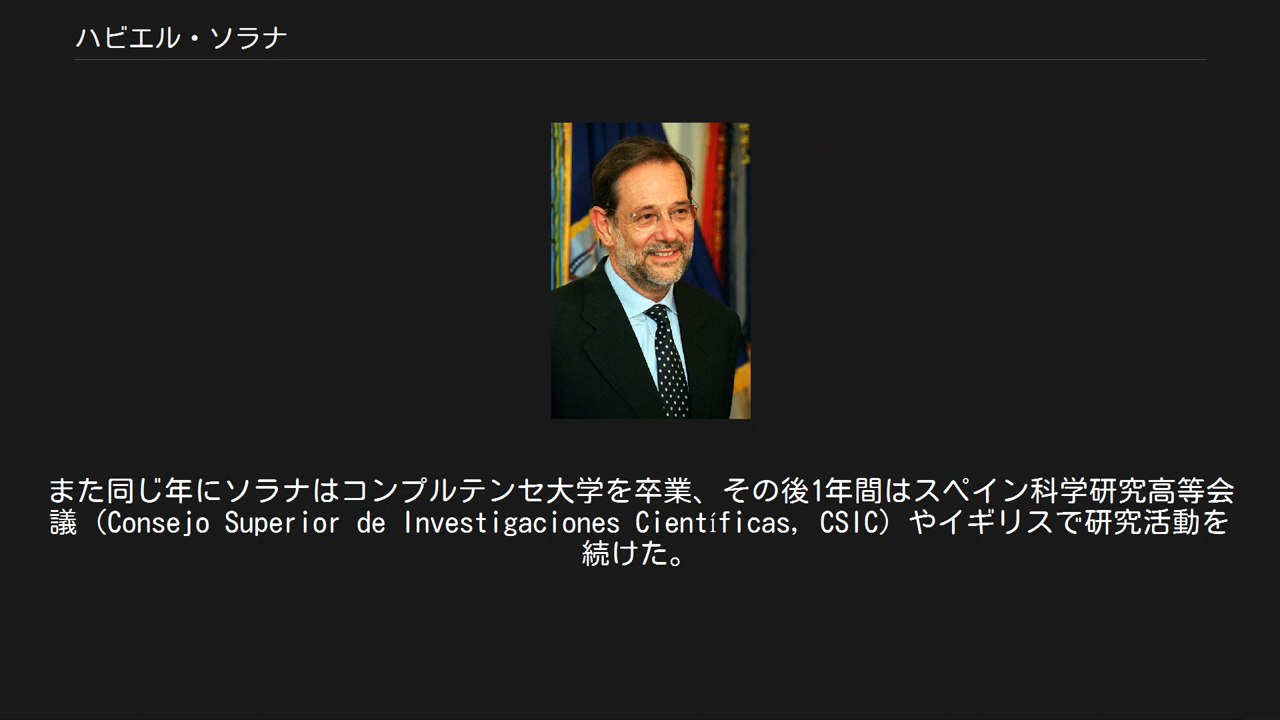 ハビエル・ソラナ
また同じ年にソラナはコンプルテンセ大学を卒業、その後1年間はスペイン科学研究高等会
議（Consejo Superior de Investigaciones Científicas, CSIC）やイギリスで研究活動を
続けた。